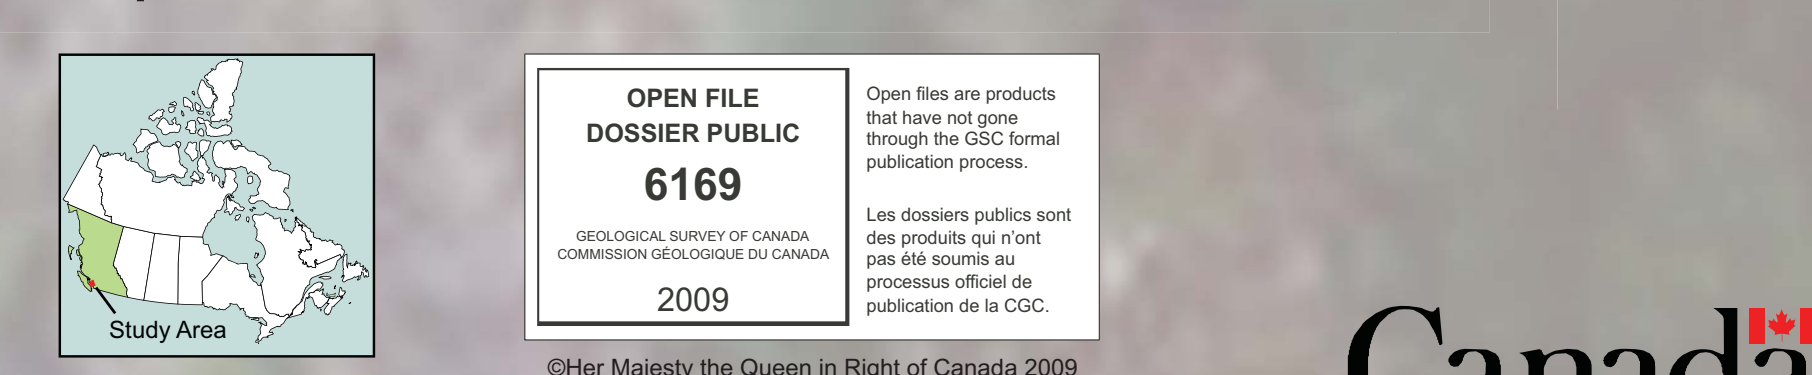 Study Area
OPEN FILE
DOSSIER PUBLIC
6169
GEOLOGICAL SURVEY OF CANADA
COMMISSION GÉOLOGIQUE DU CANADA
2009
Open files are products
that have not gone
through the GSC formal
publication process.
Les dossiers publics sont
des produits qui n’ont
pas été soumis au
processus officiel de
publication de la CGC.
©Her Majesty the Queen in Right of Canada 2009
Canada